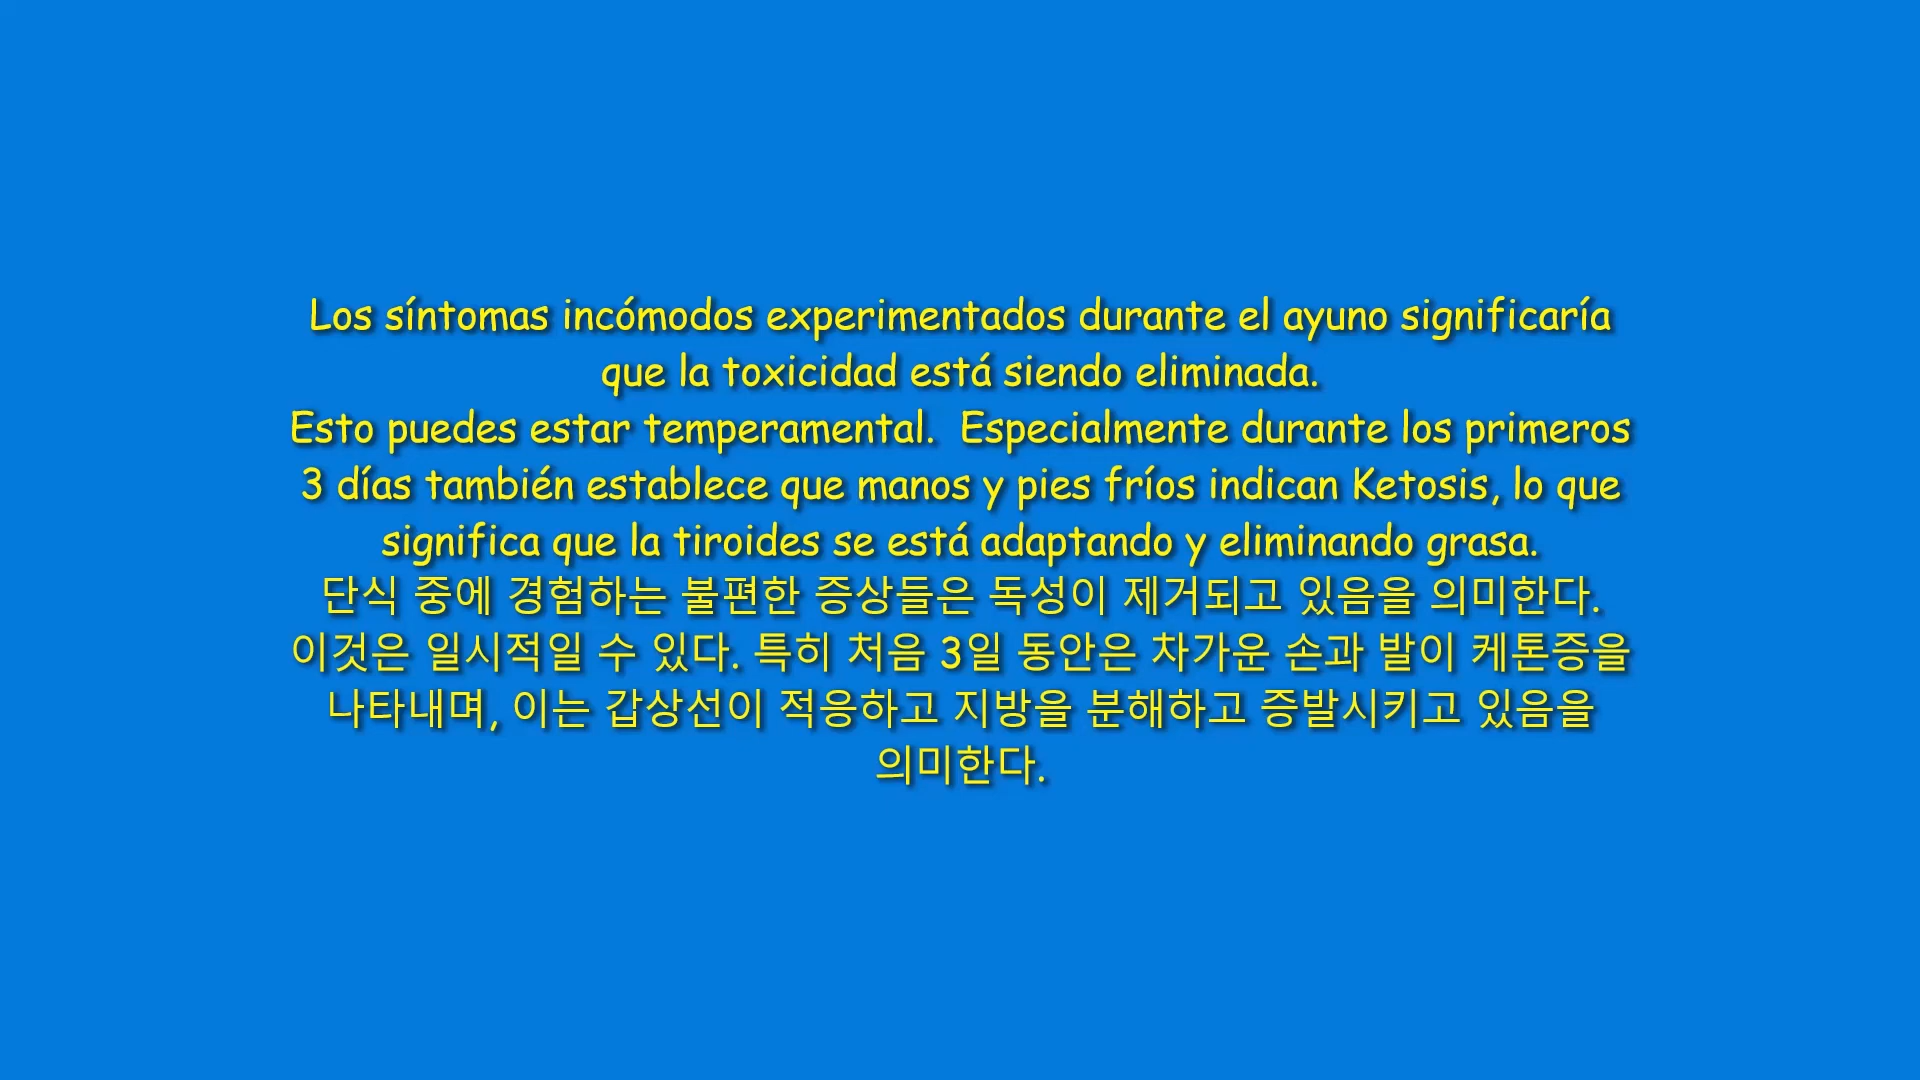 Los síntomas incómodos experimentados durante el ayuno significaría
que la toxicidad está siendo eliminada.
Esto puedes estar temperamental.  Especialmente durante los primeros
3 días también establece que manos y pies fríos indican Ketosis, lo que
significa que la tiroides se está adaptando y eliminando grasa.
단식 중에 경험하는 불편한 증상들은 독성이 제거되고 있음을 의미한다.
이것은 일시적일 수 있다. 특히 처음 3일 동안은 차가운 손과 발이 케톤증을
나타내며, 이는 갑상선이 적응하고 지방을 분해하고 증발시키고 있음을
의미한다.